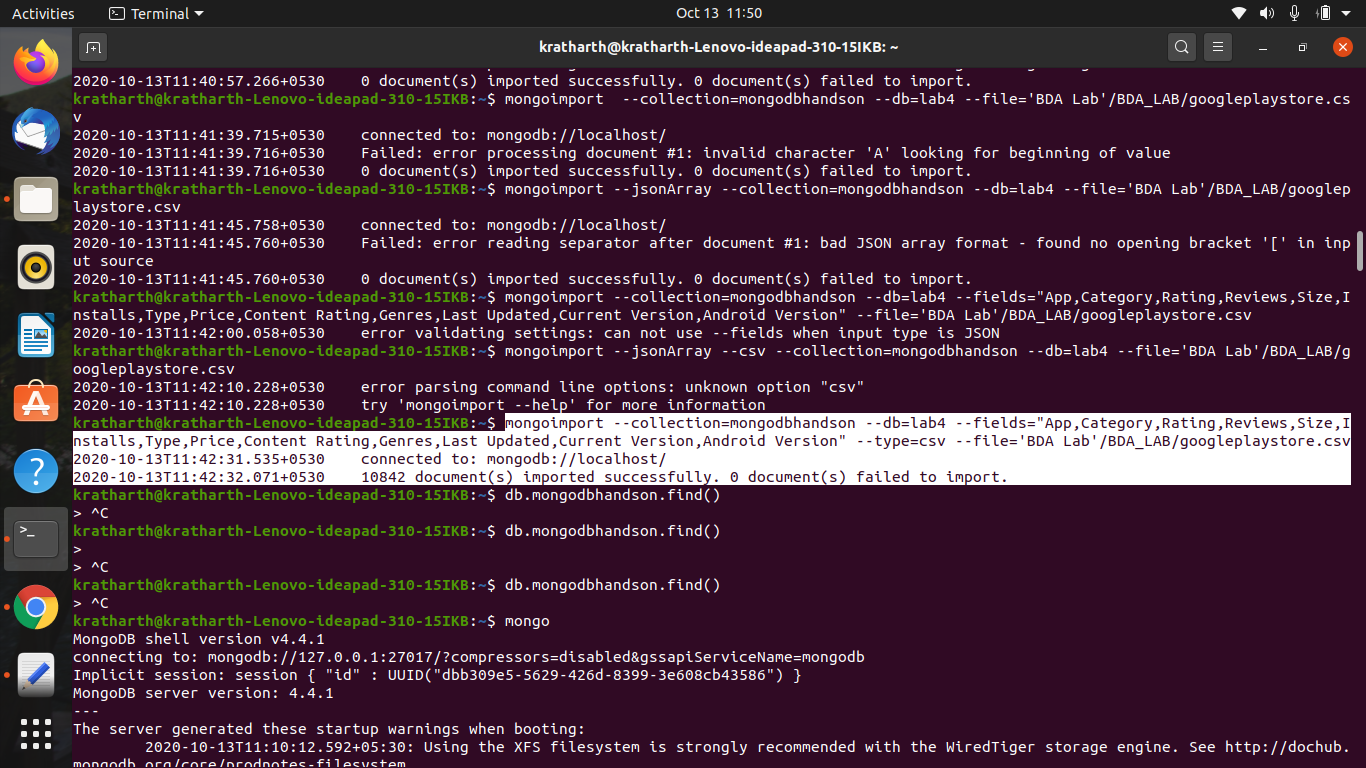 Activities
Terminal
Oct 13 11:50
kratharth@kratharth-Lenovo-ideapad-310-15IKB: ~
2020-10-13T11:40:57.266+0530    0 document(s) imported successfully. 0 document(s) failed to import.
kratharth@kratharth-Lenovo-ideapad-310-15IKB:~$ mongoimport  --collection=mongodbhandson --db=lab4 --file='BDA Lab'/BDA_LAB/googleplaystore.cs
v
2020-10-13T11:41:39.715+0530    connected to: mongodb://localhost/
2020-10-13T11:41:39.716+0530    Failed: error processing document #1: invalid character 'A' looking for beginning of value
2020-10-13T11:41:39.716+0530    0 document(s) imported successfully. 0 document(s) failed to import.
kratharth@kratharth-Lenovo-ideapad-310-15IKB:~$ mongoimport --jsonArray --collection=mongodbhandson --db=lab4 --file='BDA Lab'/BDA_LAB/googlep
laystore.csv
2020-10-13T11:41:45.758+0530    connected to: mongodb://localhost/
2020-10-13T11:41:45.760+0530    Failed: error reading separator after document #1: bad JSON array format - found no opening bracket '[' in inp
ut source
2020-10-13T11:41:45.760+0530    0 document(s) imported successfully. 0 document(s) failed to import.
kratharth@kratharth-Lenovo-ideapad-310-15IKB:~$ mongoimport --collection=mongodbhandson --db=lab4 --fields="App,Category,Rating,Reviews,Size,I
nstalls,Type,Price,Content Rating,Genres,Last Updated,Current Version,Android Version" --file='BDA Lab'/BDA_LAB/googleplaystore.csv
2020-10-13T11:42:00.058+0530    error validating settings: can not use --fields when input type is JSON
kratharth@kratharth-Lenovo-ideapad-310-15IKB:~$ mongoimport --jsonArray --csv --collection=mongodbhandson --db=lab4 --file='BDA Lab'/BDA_LAB/g
oogleplaystore.csv
2020-10-13T11:42:10.228+0530    error parsing command line options: unknown option "csv"
2020-10-13T11:42:10.228+0530    try 'mongoimport --help' for more information
kratharth@kratharth-Lenovo-ideapad-310-15IKB:~$ mongoimport --collection=mongodbhandson --db=lab4 --fields="App,Category,Rating,Reviews,Size,I
nstalls,Type,Price,Content Rating,Genres,Last Updated,Current Version,Android Version" --type=csv --file='BDA Lab'/BDA_LAB/googleplaystore.csv
2020-10-13T11:42:31.535+0530    connected to: mongodb://localhost/
2020-10-13T11:42:32.071+0530    10842 document(s) imported successfully. 0 document(s) failed to import.
kratharth@kratharth-Lenovo-ideapad-310-15IKB:~$ db.mongodbhandson.find()
> ^C
kratharth@kratharth-Lenovo-ideapad-310-15IKB:~$ db.mongodbhandson.find()
>
> ^C
kratharth@kratharth-Lenovo-ideapad-310-15IKB:~$ db.mongodbhandson.find()
> ^C
kratharth@kratharth-Lenovo-ideapad-310-15IKB:~$ mongo
MongoDB shell version v4.4.1
connecting to: mongodb://127.0.0.1:27017/?compressors=disabled&gssapiServiceName=mongodb
Implicit session: session { "id" : UUID("dbb309e5-5629-426d-8399-3e608cb43586") }
MongoDB server version: 4.4.1
---
The server generated these startup warnings when booting:
        2020-10-13T11:10:12.592+05:30: Using the XFS filesystem is strongly recommended with the WiredTiger storage engine. See http://dochub.
mongodb.org/core/prodnotes-filesystem